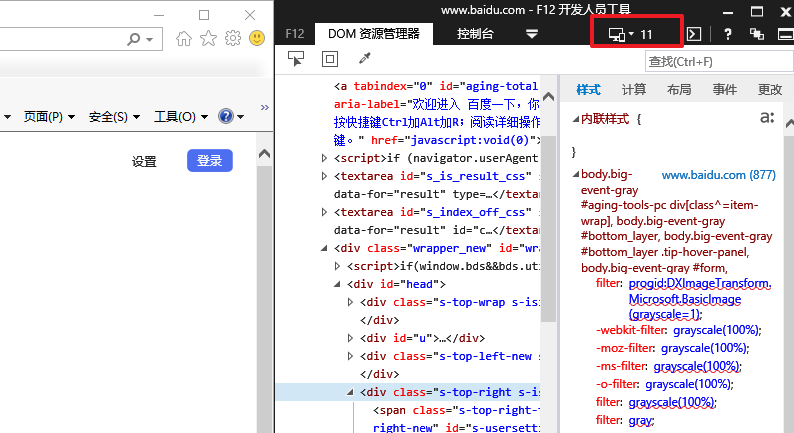 www.baidu.com - F12 开发人员工具
F12 DOM 资源管理器 控制台 11 ?
查找(Ctrl+F)
页面(P) 安全(S) 工具(O) ? »
设置 登录
<a tabindex="0" id="aging-total
aria-label="欢迎进入 百度一下，你
按快捷键Ctrl加Alt加R；阅读详细操作
键。" href="javascript:void(0)">
<script>if (navigator.userAgent
<textarea id="s_is_result_css" s
data-for="result" type=…</textar
<textarea id="s_index_off_css" s
data-for="result" id="c…</textar
<div class="wrapper_new" id="wra
<script>if(window.bds&&bds.uti
<div id="head">
<div class="s-top-wrap s-isi
</div>
<div id="u">…</div>
<div class="s-top-left-new s
</div>
<div class="s-top-right s-is
<span class="s-top-right-t
right-new" id="s-usersetti
样式 计算 布局 事件 更改
内联样式 { a:
}
body.big-event-gray www.baidu.com (877)
#aging-tools-pc div[class^=item-
wrap], body.big-event-gray
#bottom_layer, body.big-event-gray
#bottom_layer .tip-hover-panel,
body.big-event-gray #form,
filter: progid:DXImageTransform.
Microsoft.BasicImage
(grayscale=1);
-webkit-filter: grayscale(100%);
-moz-filter: grayscale(100%);
-ms-filter: grayscale(100%);
-o-filter: grayscale(100%);
filter: grayscale(100%);
filter: gray;